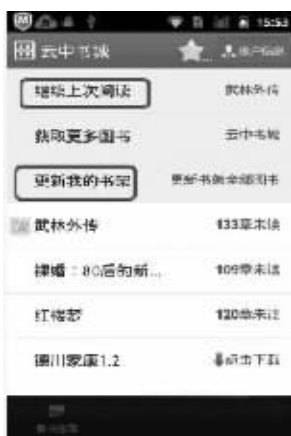 15:53
云中书城
继续上次阅读 武林外传
获取更多图书 云中书城
更新我的书架 更新书架全部图书
武林外传 133章未读
裸婚：80后的新... 109章未读
红楼梦 120章未读
德川家康1.2 点击下载